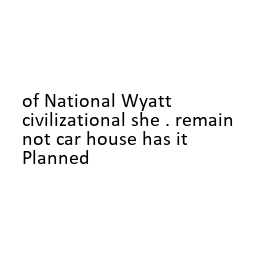 of National Wyatt
civilizational she . remain
not car house has it
Planned